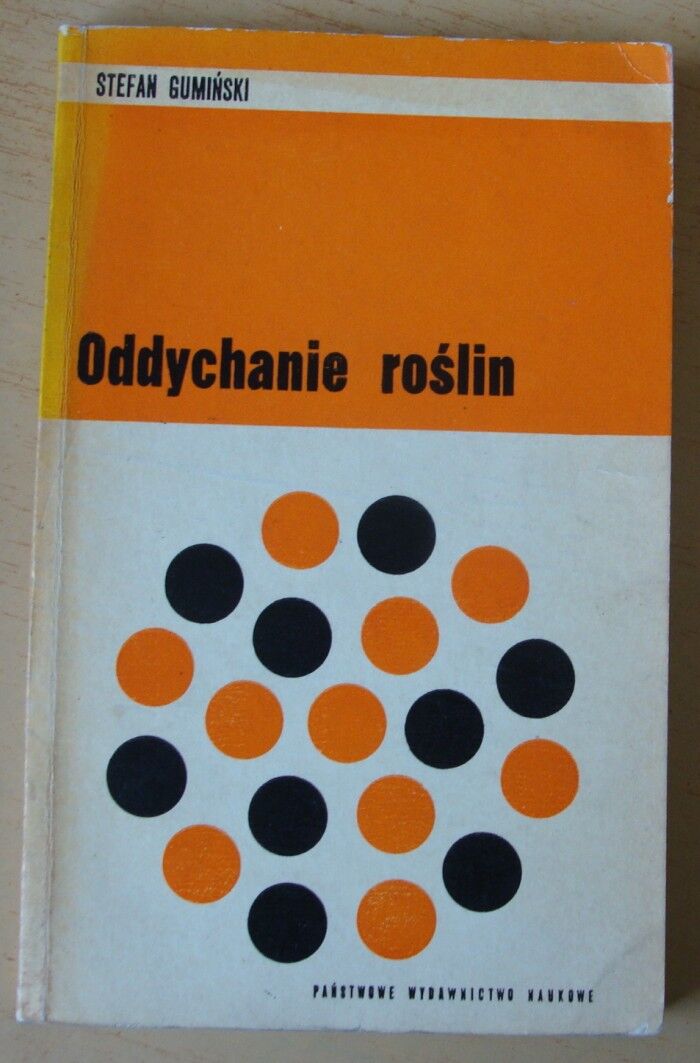 STEFAN GUMIŃSKI
Oddychanie roślin
PAŃSTWOWE WYDAWNICTWO NAUKOWE